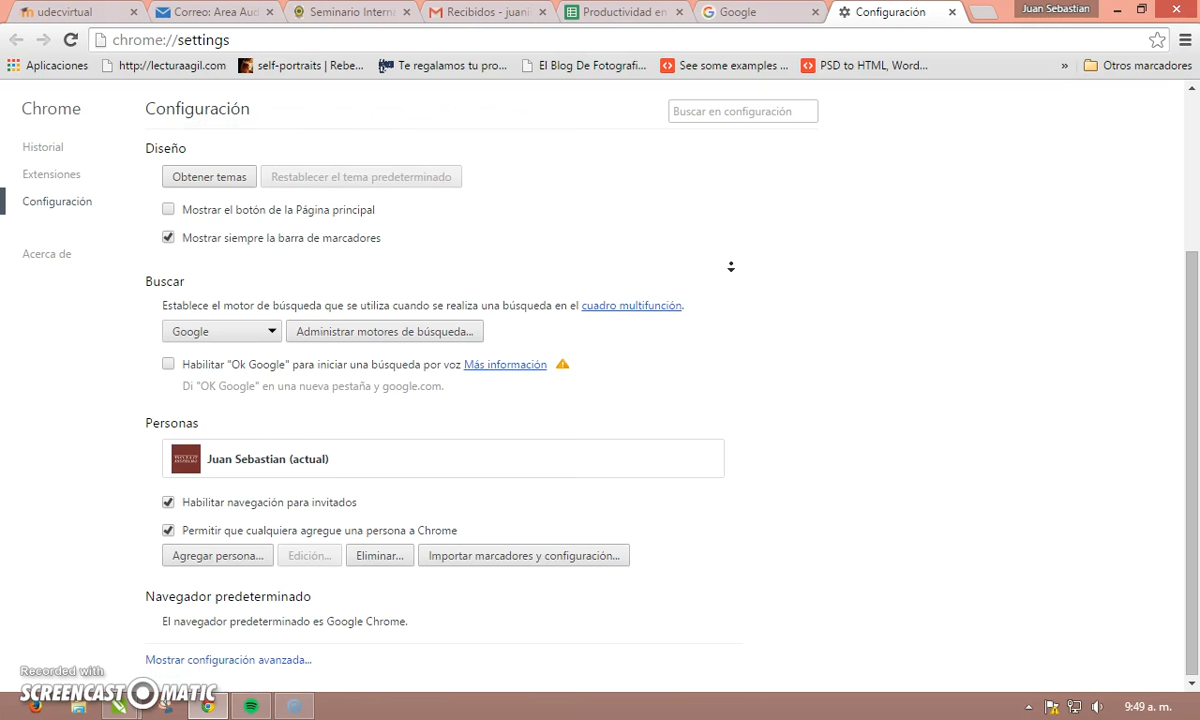 udecvirtual
Correo: Area Aud
Seminario Interna
Recibidos - juani
Productividad en
Google
Configuración
Juan Sebastian
chrome://settings
Aplicaciones
http://lecturaagil.com
self-portraits | Rebe...
Te regalamos tu pro...
El Blog De Fotografi...
See some examples ...
PSD to HTML, Word...
»
Otros marcadores
Chrome
Historial
Extensiones
Configuración
Acerca de
Configuración
Buscar en configuración
Diseño
Obtener temas
Restablecer el tema predeterminado
Mostrar el botón de la Página principal
Mostrar siempre la barra de marcadores
Buscar
Establece el motor de búsqueda que se utiliza cuando se realiza una búsqueda en el cuadro multifunción.
Google
Administrar motores de búsqueda...
Habilitar "Ok Google" para iniciar una búsqueda por voz Más información
Di "OK Google" en una nueva pestaña y google.com.
Personas
Juan Sebastian (actual)
Habilitar navegación para invitados
Permitir que cualquiera agregue una persona a Chrome
Agregar persona...
Edición...
Eliminar...
Importar marcadores y configuración...
Navegador predeterminado
El navegador predeterminado es Google Chrome.
Mostrar configuración avanzada...
Recorded with
SCREENCAST-O-MATIC
9:49 a. m.